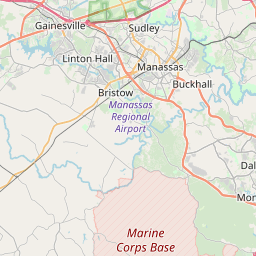 Gainesville
Sudley
Linton Hall
Manassas
Buckhall
Bristow
Manassas
Regional
Airport
Dal
Mon
Marine
Corps Base